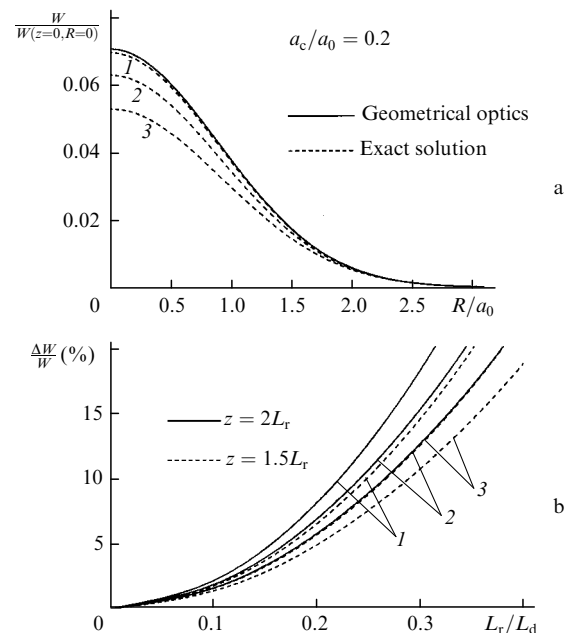 W
W(z=0,R=0)
a_c/a_0 = 0.2
0.06
1
2
Geometrical optics
3
0.04
Exact solution
a
0.02
0 0.5 1.0 1.5 2.0 2.5 R/a_0
ΔW
W (%)
15
z = 2L_r
z = 1.5L_r
10
3
b
2
1
5
0 0.1 0.2 0.3 L_r/L_d